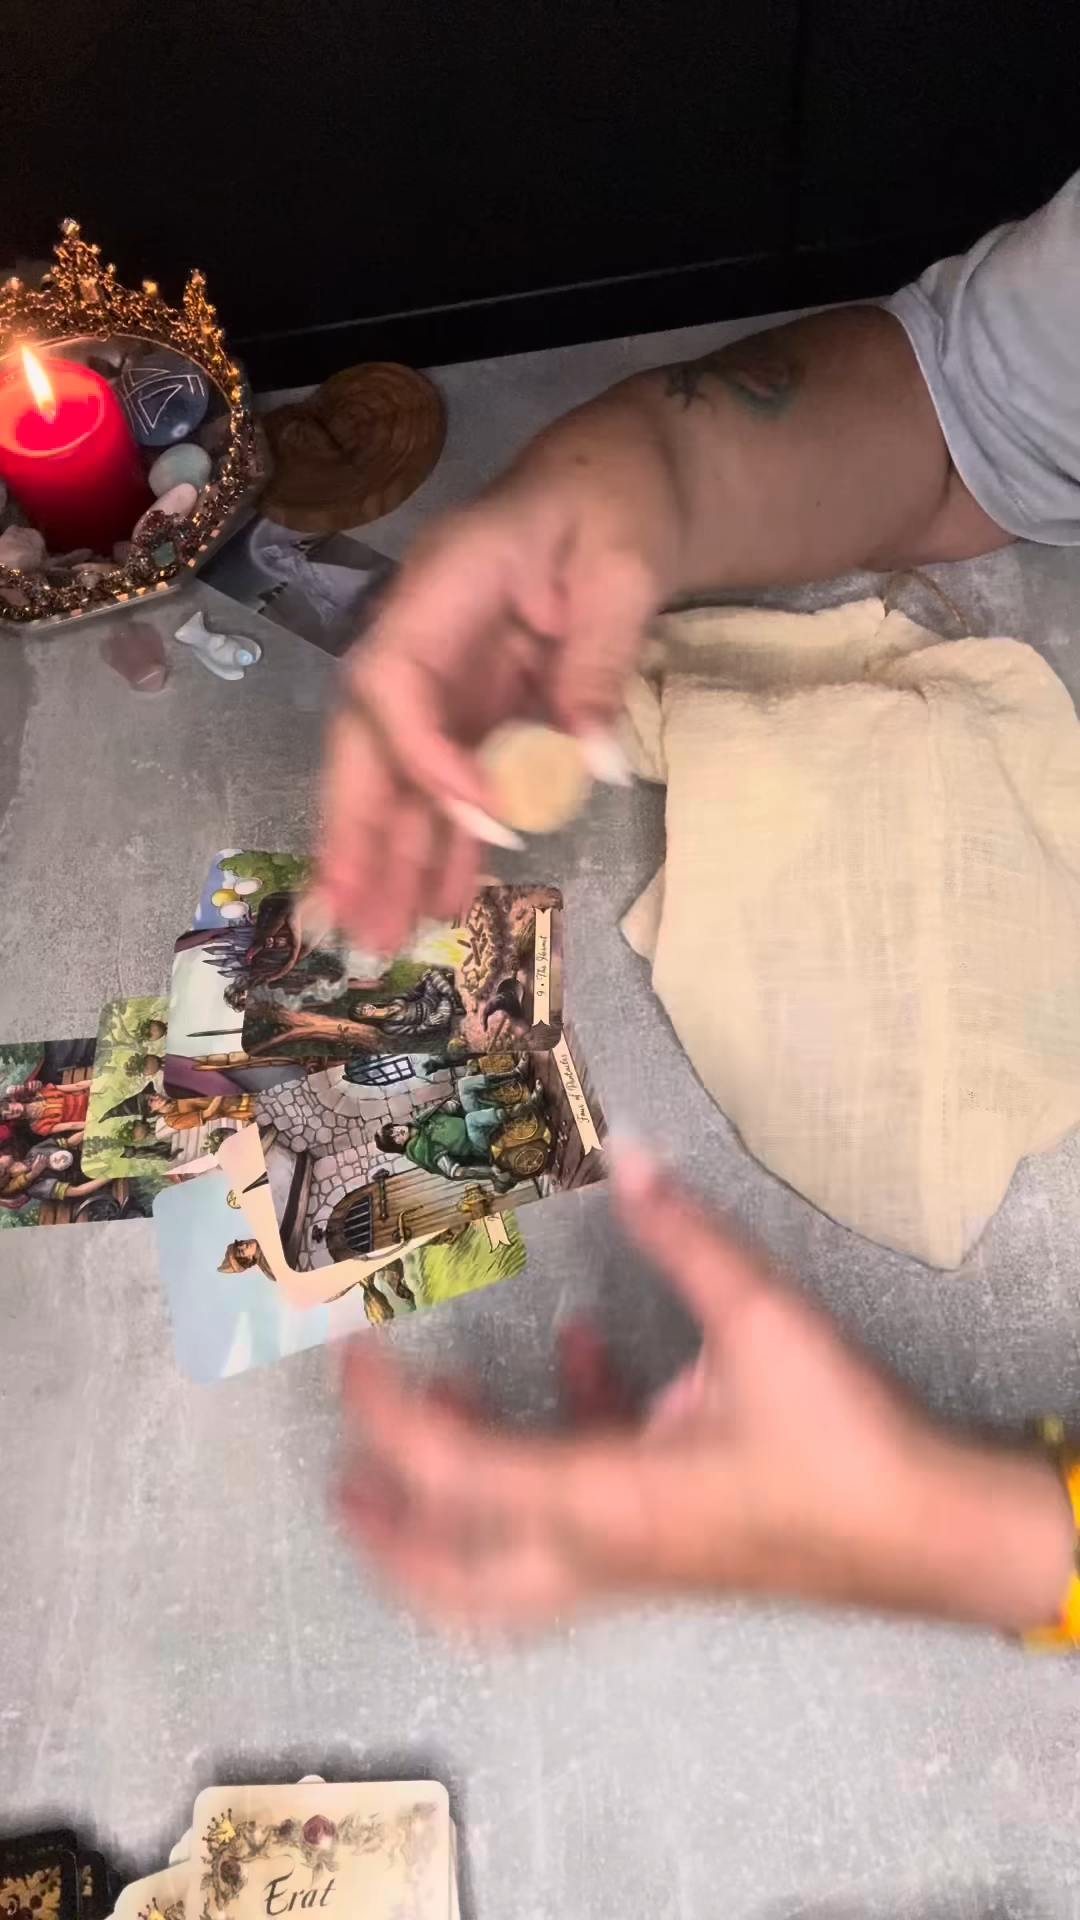 9 • The Hermit
Four of Pentacles
Erat